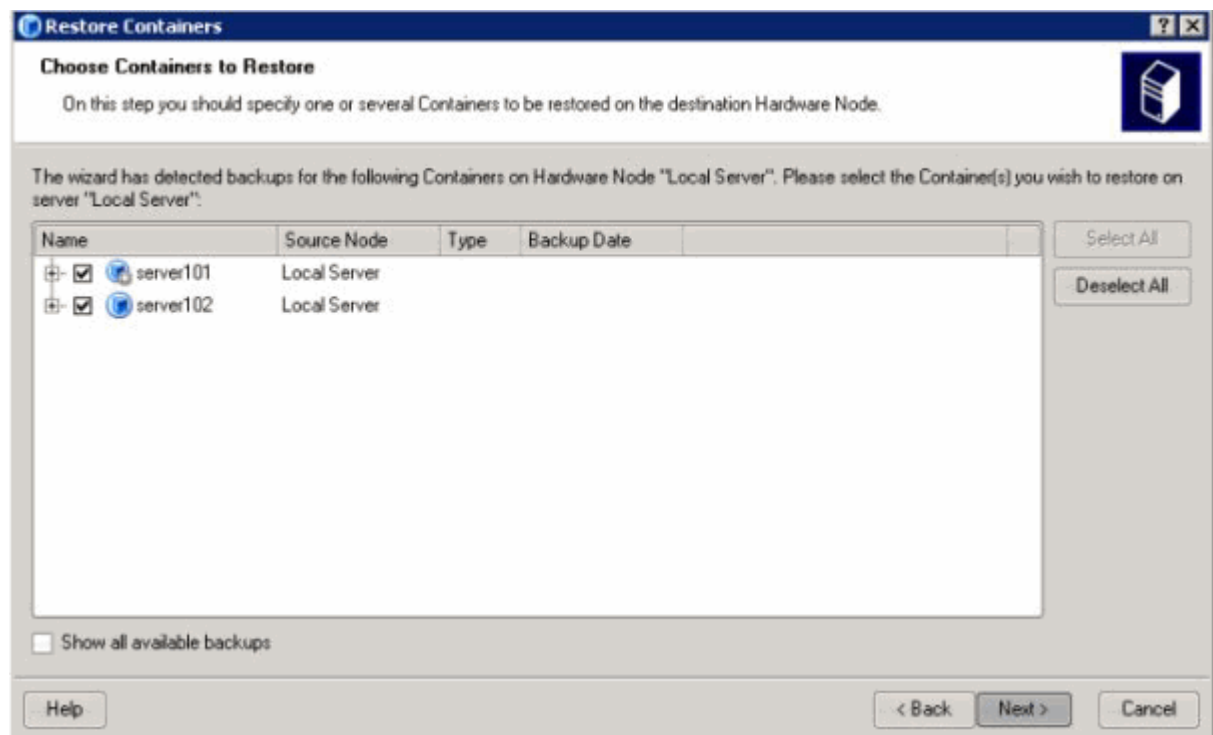 Restore Containers
Choose Containers to Restore
On this step you should specify one or several Containers to be restored on the destination Hardware Node.
The wizard has detected backups for the following Containers on Hardware Node "Local Server". Please select the Container(s) you wish to restore on
server "Local Server":
Name Source Node Type Backup Date
Select All
server101 Local Server
Deselect All
server102 Local Server
Show all available backups
Help < Back Next > Cancel